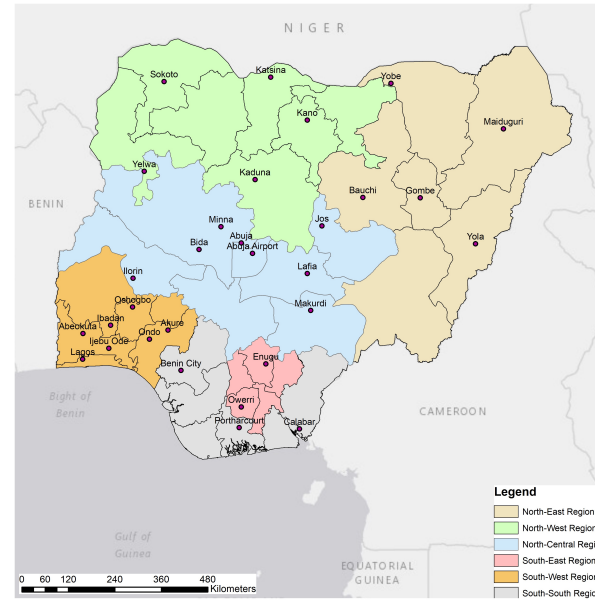 NIGER
Katsina
Sokoto
Yobe
Kano
Maiduguri
Yelwa
Kaduna
BENIN
Bauchi
Gombe
Minna
Jos
Abuja
Bida
Abuja Airport
Yola
Ilorin
Lafia
Oshogbo
Makurdi
Ibadan
Abeokuta
Akure
Ondo
Ijebu Ode
Lagos
Enugu
Benin City
Bight of
Benin
Owerri
CAMEROON
Portharcourt
Calabar
Legend
North-East Region
North-West Region
North-Central Regi
South-East Region
South-West Region
South-South Region
Gulf of
Guinea
EQUATORIAL
GUINEA
0 60 120 240 360 480
Kilometers